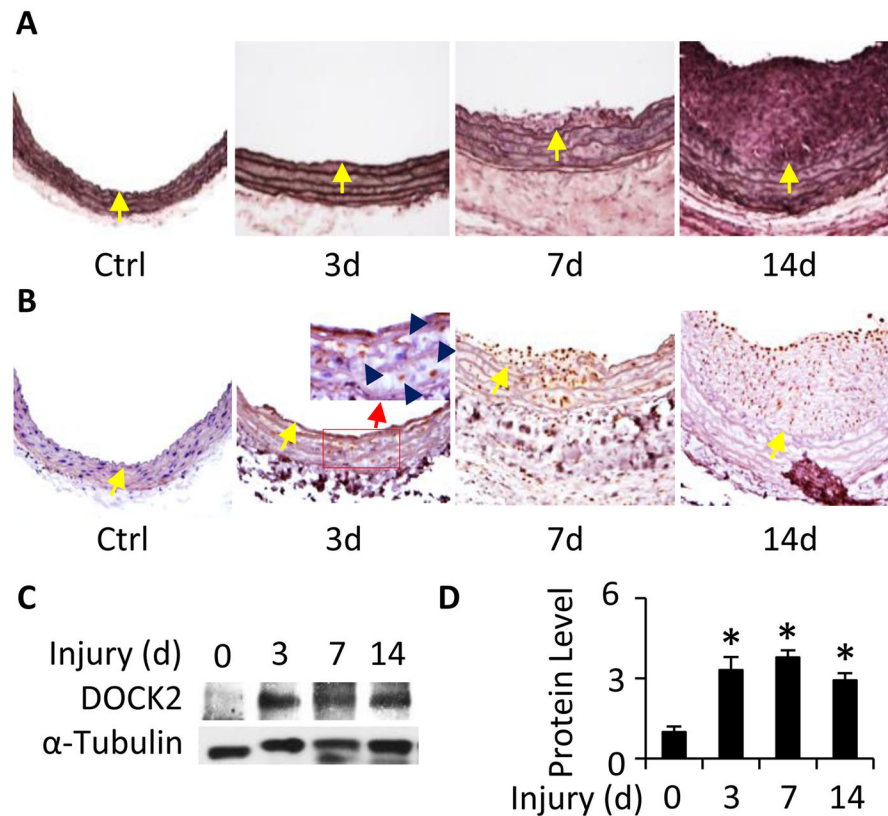 A
Ctrl 3d 7d 14d
B
Ctrl 3d 7d 14d
C
Injury (d) 0 3 7 14
DOCK2
α-Tubulin
D
Protein Level
6
3
0
* * *
Injury (d) 0 3 7 14